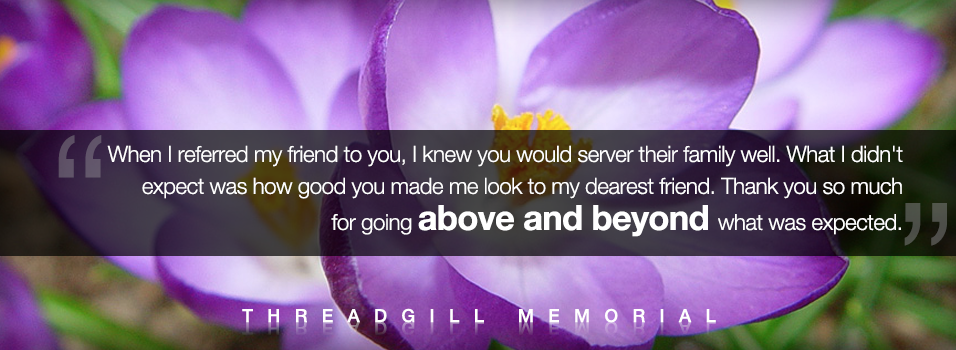 “ When I referred my friend to you, I knew you would server their family well. What I didn't
expect was how good you made me look to my dearest friend. Thank you so much
for going above and beyond what was expected. ”
THREADGILL MEMORIAL